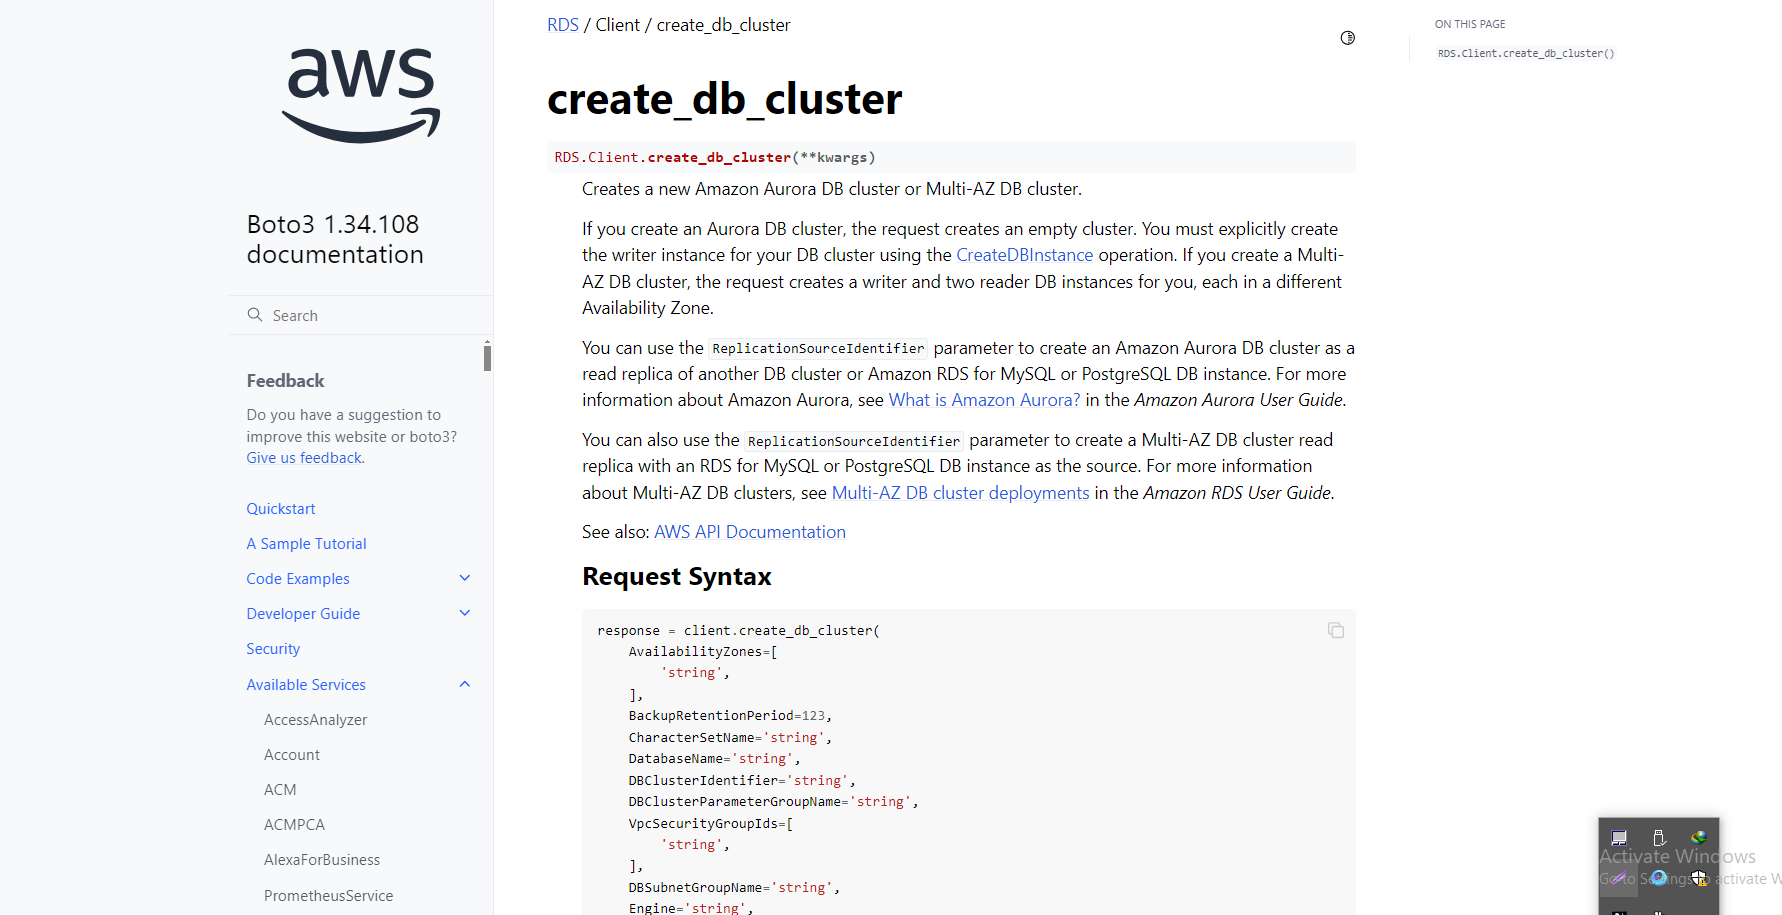 aws
Boto3 1.34.108
documentation
Search
Feedback
Do you have a suggestion to
improve this website or boto3?
Give us feedback.
Quickstart
A Sample Tutorial
Code Examples
Developer Guide
Security
Available Services
AccessAnalyzer
Account
ACM
ACMPCA
AlexaForBusiness
PrometheusService
RDS / Client / create_db_cluster
create_db_cluster
RDS.Client.create_db_cluster(**kwargs)
Creates a new Amazon Aurora DB cluster or Multi-AZ DB cluster.
If you create an Aurora DB cluster, the request creates an empty cluster. You must explicitly create
the writer instance for your DB cluster using the CreateDBInstance operation. If you create a Multi-
AZ DB cluster, the request creates a writer and two reader DB instances for you, each in a different
Availability Zone.
You can use the ReplicationSourceIdentifier parameter to create an Amazon Aurora DB cluster as a
read replica of another DB cluster or Amazon RDS for MySQL or PostgreSQL DB instance. For more
information about Amazon Aurora, see What is Amazon Aurora? in the Amazon Aurora User Guide.
You can also use the ReplicationSourceIdentifier parameter to create a Multi-AZ DB cluster read
replica with an RDS for MySQL or PostgreSQL DB instance as the source. For more information
about Multi-AZ DB clusters, see Multi-AZ DB cluster deployments in the Amazon RDS User Guide.
See also: AWS API Documentation
Request Syntax
response = client.create_db_cluster(
    AvailabilityZones=[
        'string',
    ],
    BackupRetentionPeriod=123,
    CharacterSetName='string',
    DatabaseName='string',
    DBClusterIdentifier='string',
    DBClusterParameterGroupName='string',
    VpcSecurityGroupIds=[
        'string',
    ],
    DBSubnetGroupName='string',
    Engine='string',
ON THIS PAGE
RDS.Client.create_db_cluster()
Activate Windows
Go to Settings to activate W